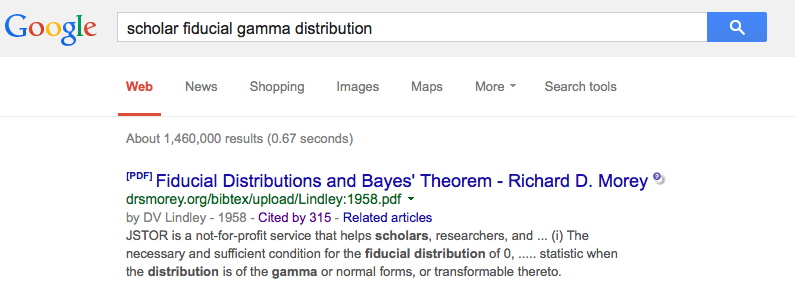 Google scholar fiducial gamma distribution
Web News Shopping Images Maps More Search tools
About 1,460,000 results (0.67 seconds)
[PDF] Fiducial Distributions and Bayes' Theorem - Richard D. Morey
drsmorey.org/bibtex/upload/Lindley:1958.pdf
by DV Lindley - 1958 - Cited by 315 - Related articles
JSTOR is a not-for-profit service that helps scholars, researchers, and ... (i) The
necessary and sufficient condition for the fiducial distribution of 0, ..... statistic when
the distribution is of the gamma or normal forms, or transformable thereto.